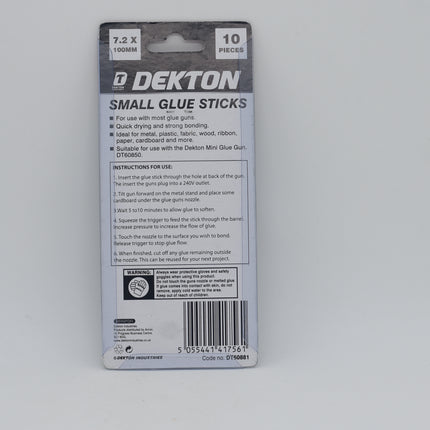 7.2 X
100MM
10
PIECES
DEKTON
SMALL GLUE STICKS
For use with most glue guns.
Quick drying and strong bonding.
Ideal for metal, plastic, fabric, wood, ribbon,
paper, cardboard and more.
Suitable for use with the Dekton Mini Glue Gun.
DT60850.
INSTRUCTIONS FOR USE:
1. Insert the glue stick through the hole at back of the gun.
The insert the guns plug into a 240V outlet.
2. Tilt gun forward on the metal stand and place some
cardboard under the glue guns nozzle.
3 Wait 5 to10 minutes to allow glue to soften.
4. Squeeze the trigger to feed the stick through the barrel.
Increase pressure to increase the flow of glue.
5. Touch the nozzle to the surface you wish to bond.
Release trigger to stop glue flow.
6. When finished, cut off any glue remaining outside
the nozzle. This can be reused for your next project.
WARNING:
Always wear protective gloves and safety
goggles when using this product.
Do not touch the guns nozzle or melted glue
If glue comes into contact with skin, do not
remove, apply cold water to the area.
Keep out of reach of children.
Dekton Industries
©DEKTON INDUSTRIES
5 055441 417561
Code no. DT60881